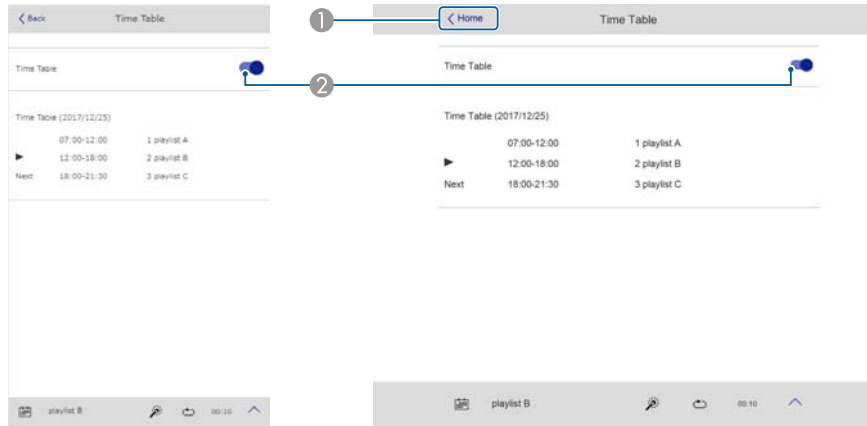 Back Time Table
Time Table
Time Table (2017/12/25)
07:00-12:00 1 playlist A
12:00-18:00 2 playlist B
Next 18:00-21:30 3 playlist C
playlist B 00:10
1
2
Home Time Table
Time Table
Time Table (2017/12/25)
07:00-12:00 1 playlist A
12:00-18:00 2 playlist B
Next 18:00-21:30 3 playlist C
playlist B 00:10